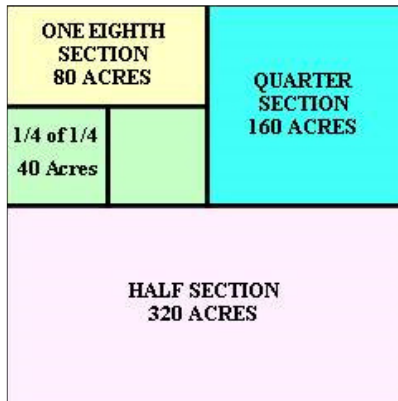 ONE EIGHTH
SECTION
80 ACRES
QUARTER
SECTION
160 ACRES
1/4 of 1/4
40 Acres
HALF SECTION
320 ACRES